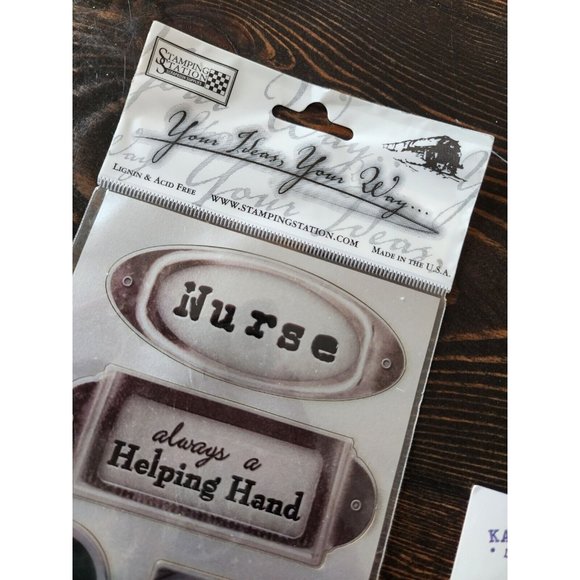 STAMPING
STATION
Your Ideas, Your Way...
LIGNIN & ACID FREE
WWW.STAMPINGSTATION.COM
MADE IN THE U.S.A.
Nurse
always a
Helping Hand
KA